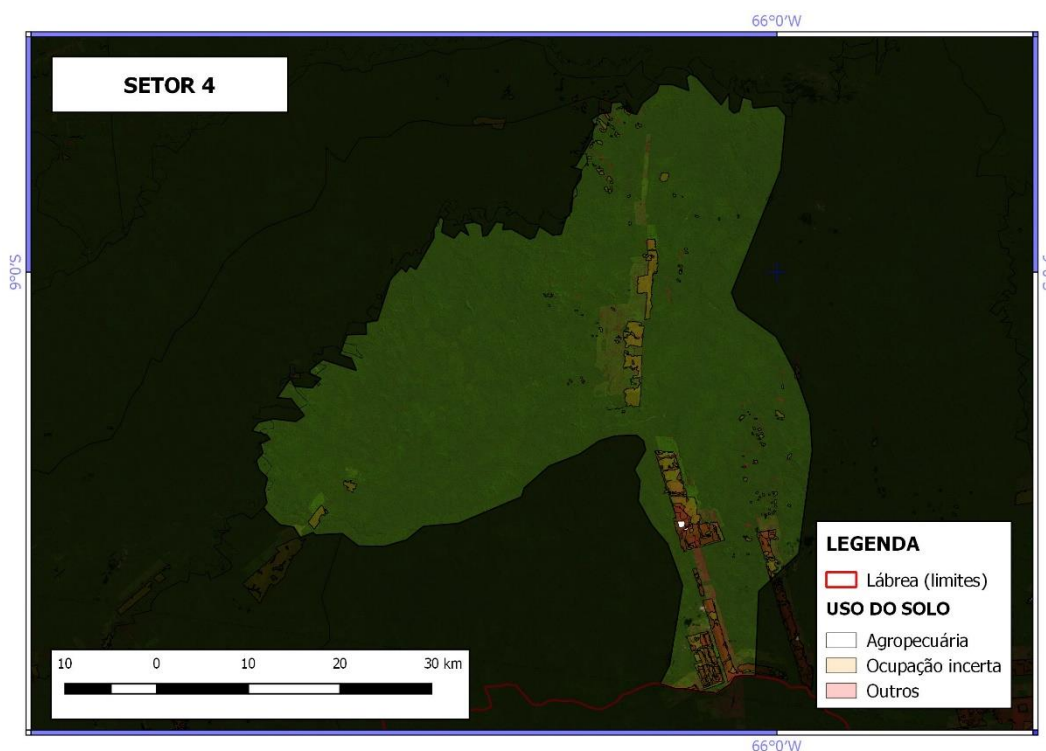 66°0'W
SETOR 4
9°0'S
LEGENDA
Lábrea (limites)
USO DO SOLO
Agropecuária
Ocupação incerta
Outros
10 0 10 20 30 km
66°0'W